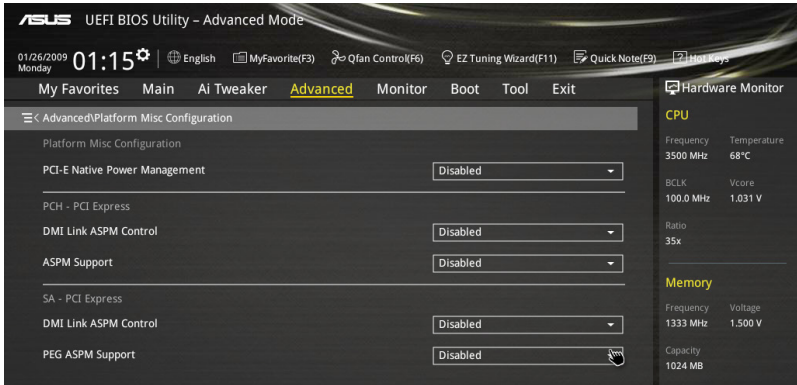 ASUS UEFI BIOS Utility – Advanced Mode
01/26/2009 Monday 01:15 English MyFavorite(F3) Qfan Control(F6) EZ Tuning Wizard(F11) Quick Note(F9) ? Hot Keys
My Favorites Main Ai Tweaker Advanced Monitor Boot Tool Exit
< Advanced\Platform Misc Configuration
Platform Misc Configuration
PCI-E Native Power Management Disabled
PCH - PCI Express
DMI Link ASPM Control Disabled
ASPM Support Disabled
SA - PCI Express
DMI Link ASPM Control Disabled
PEG ASPM Support Disabled
Hardware Monitor
CPU
Frequency Temperature
3500 MHz 68°C
BCLK Vcore
100.0 MHz 1.031 V
Ratio
35x
Memory
Frequency Voltage
1333 MHz 1.500 V
Capacity
1024 MB